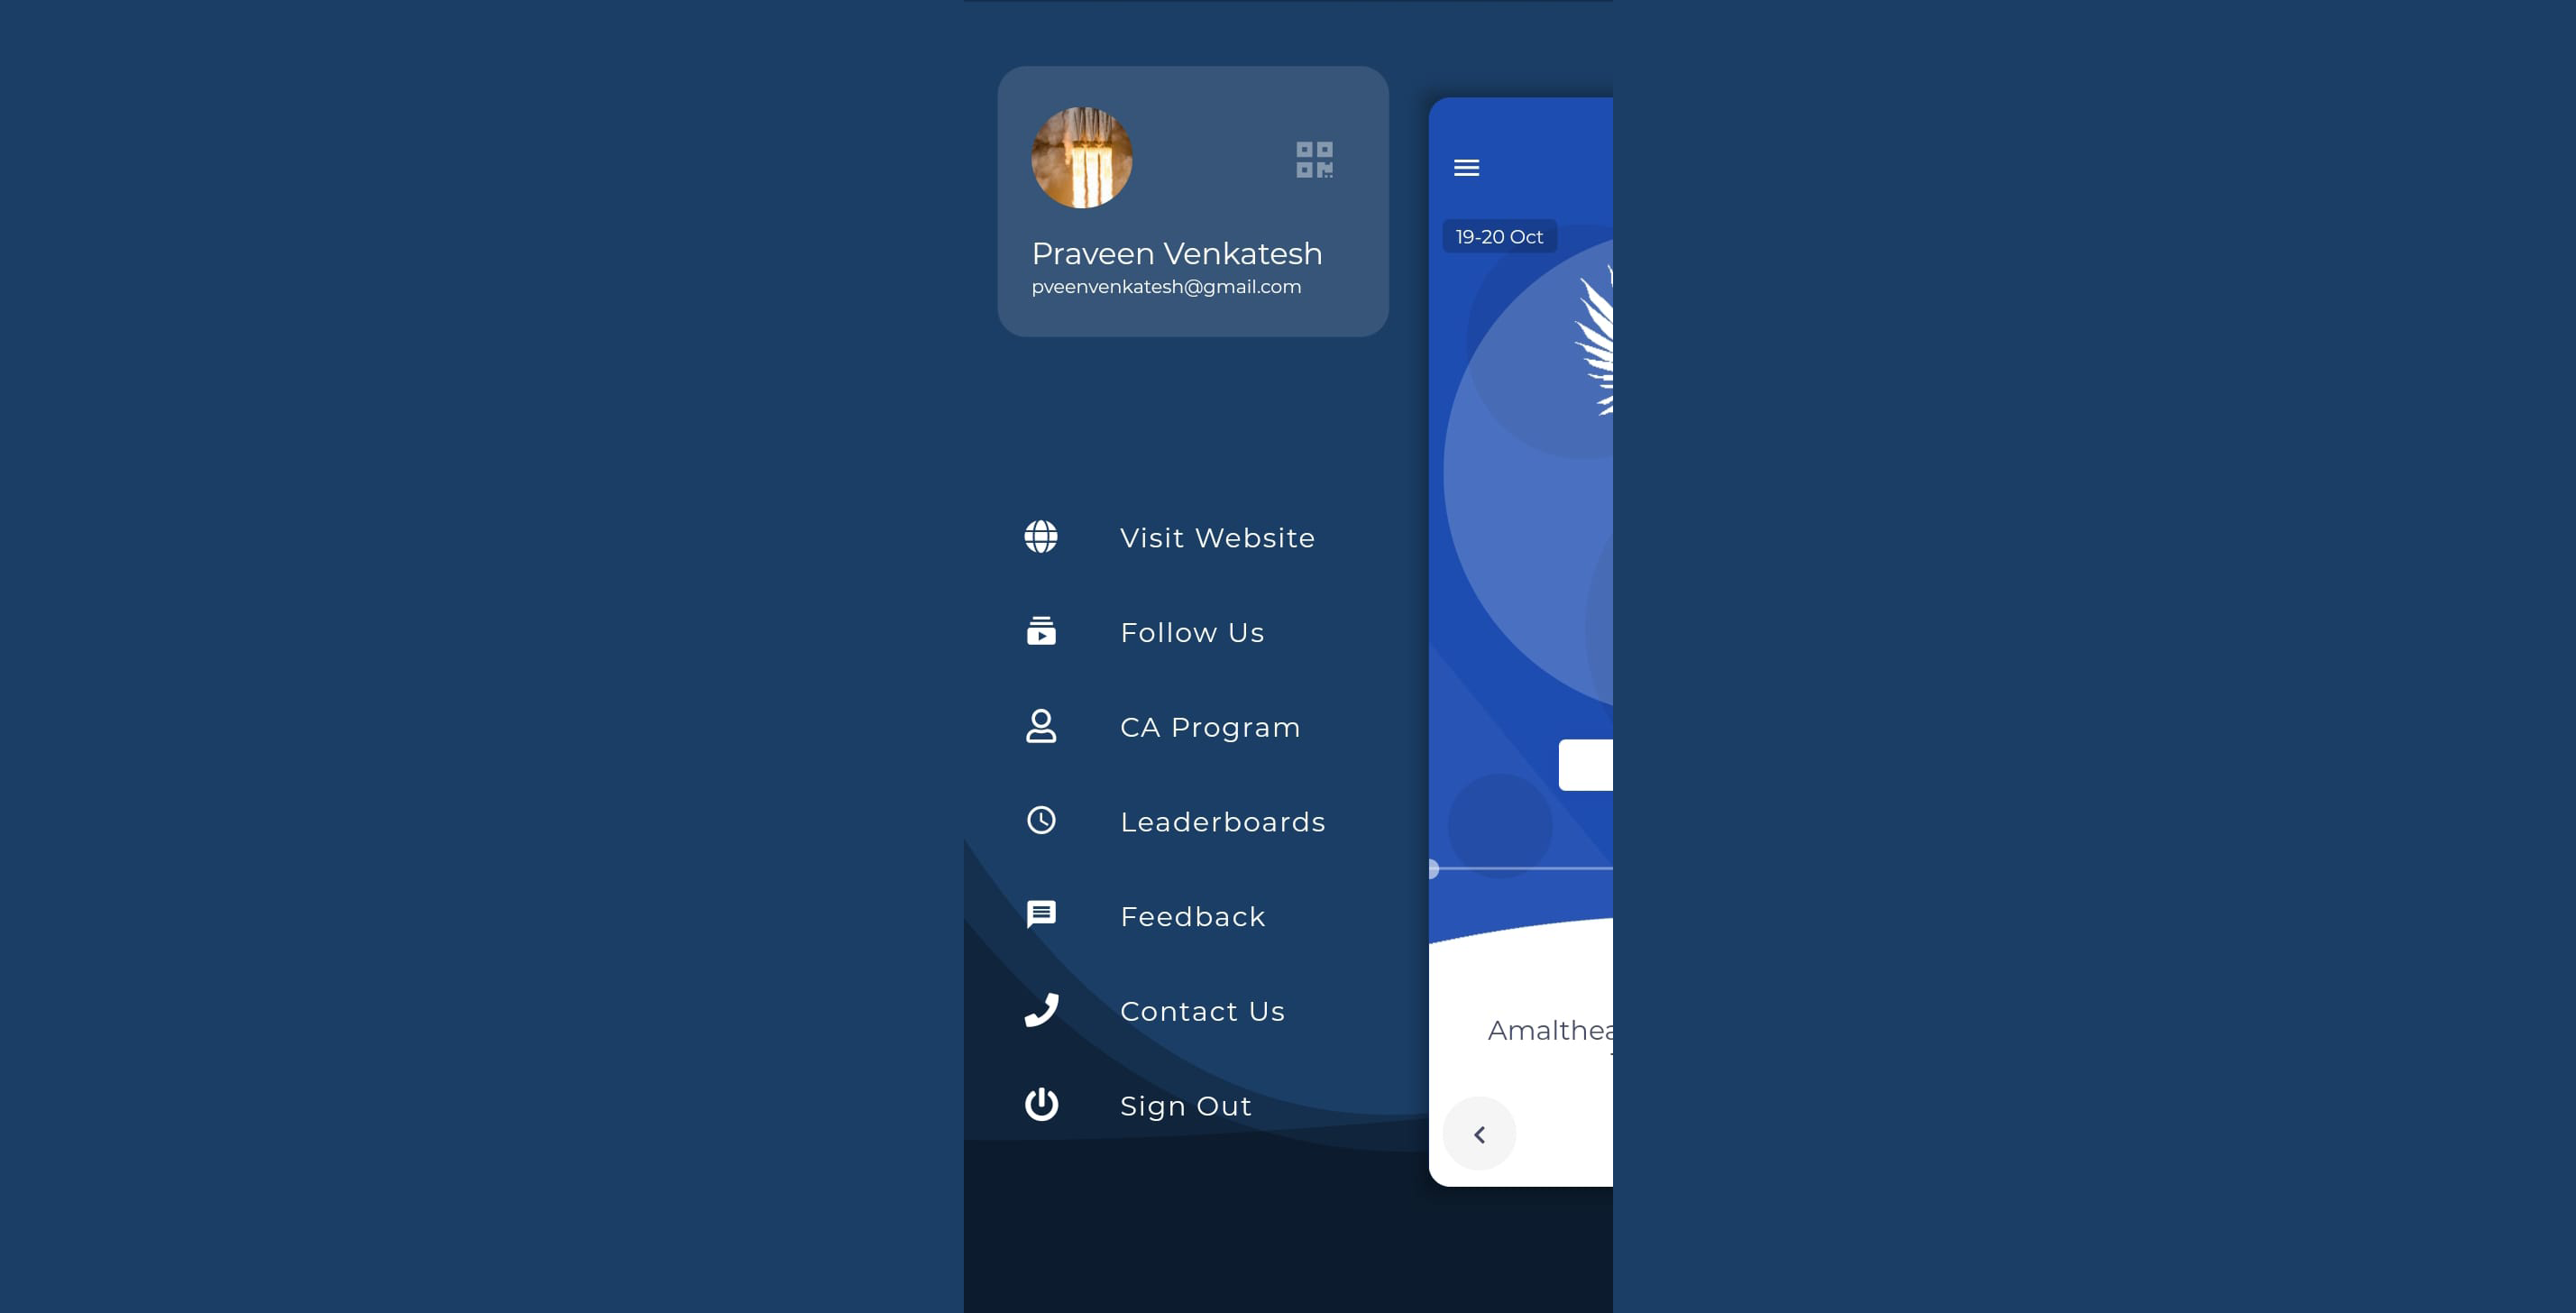 Praveen Venkatesh
pveenvenkatesh@gmail.com
19-20 Oct
Visit Website
Follow Us
CA Program
Leaderboards
Feedback
Contact Us
Sign Out
Amalthea